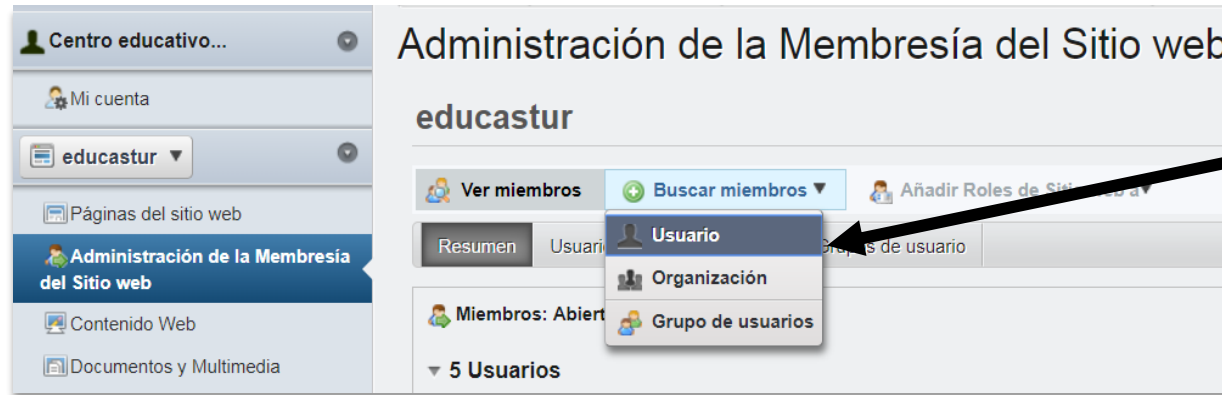 Centro educativo...
Mi cuenta
educastur
Páginas del sitio web
Administración de la Membresía
del Sitio web
Contenido Web
Documentos y Multimedia
Administración de la Membresía del Sitio web
educastur
Ver miembros
Buscar miembros
Añadir Roles de Sitio web a
Resumen
Usuario
Organización
Grupo de usuarios
de usuario
Miembros:
5 Usuarios